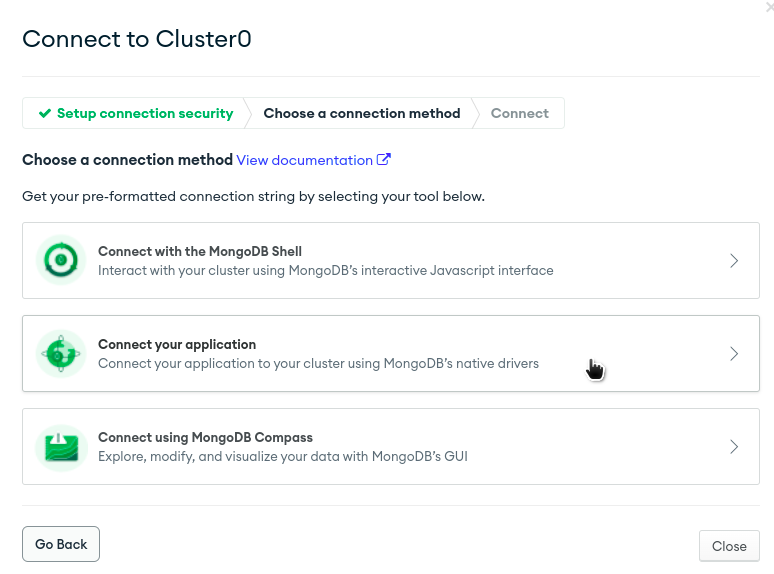 Connect to Cluster0
Setup connection security
Choose a connection method
Connect
Choose a connection method View documentation
Get your pre-formatted connection string by selecting your tool below.
Connect with the MongoDB Shell
Interact with your cluster using MongoDB's interactive Javascript interface
Connect your application
Connect your application to your cluster using MongoDB's native drivers
Connect using MongoDB Compass
Explore, modify, and visualize your data with MongoDB's GUI
Go Back
Close